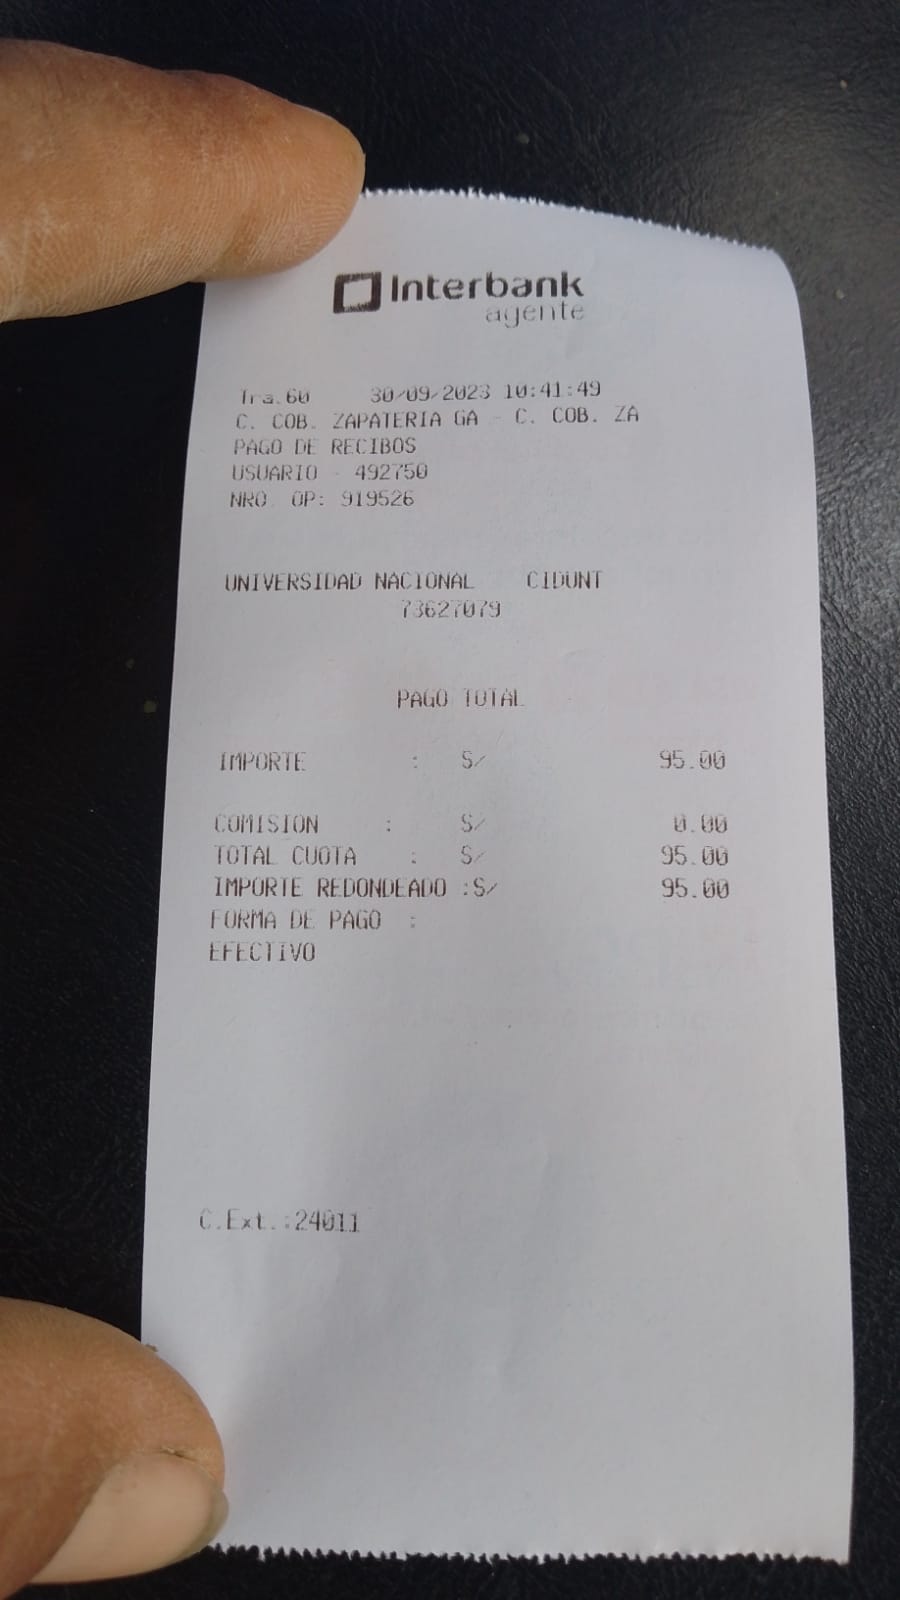 Interbank
agente
Tra.60 30/09/2023 10:41:49
C. COB. ZAPATERIA GA - C. COB. ZA
PAGO DE RECIBOS
USUARIO - 492750
NRO. OP: 919526
UNIVERSIDAD NACIONAL CIDUNT
73627079
PAGO TOTAL
IMPORTE : S/ 95.00
COMISION : S/ 0.00
TOTAL CUOTA : S/ 95.00
IMPORTE REDONDEADO :S/ 95.00
FORMA DE PAGO :
EFECTIVO
C.Ext.:24011